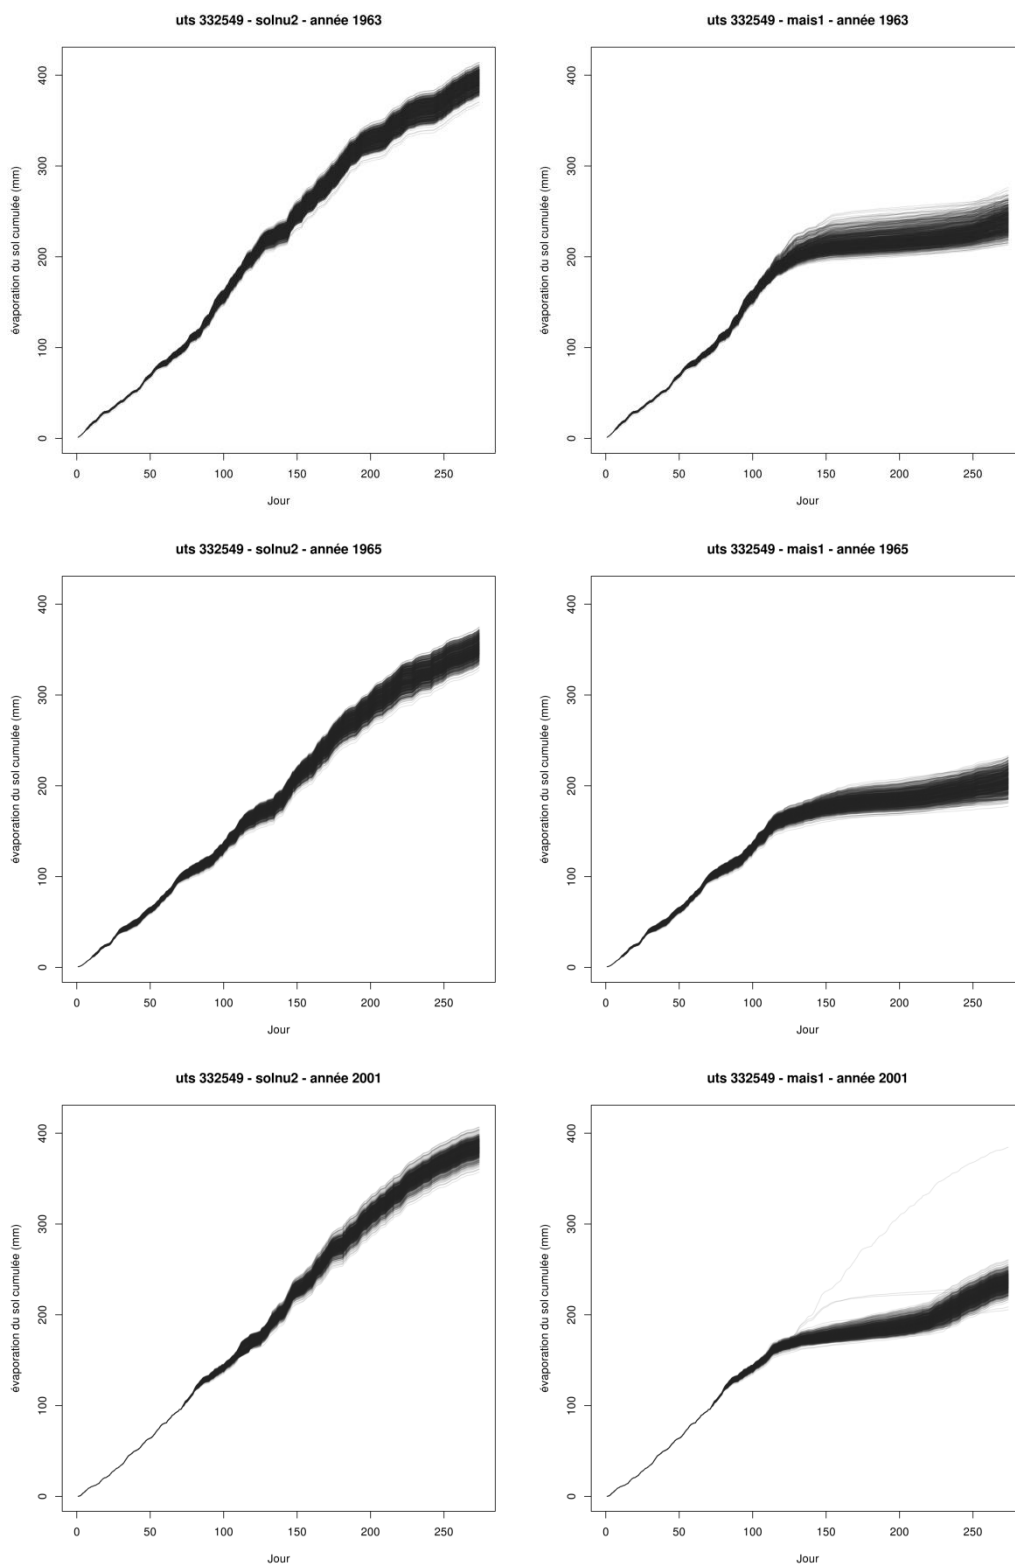 uts 332549 - solnu2 - année 1963
évaporation du sol cumulée (mm)
400
300
200
100
0
0 50 100 150 200 250
Jour
uts 332549 - mais1 - année 1963
évaporation du sol cumulée (mm)
400
300
200
100
0
0 50 100 150 200 250
Jour
uts 332549 - solnu2 - année 1965
évaporation du sol cumulée (mm)
400
300
200
100
0
0 50 100 150 200 250
Jour
uts 332549 - mais1 - année 1965
évaporation du sol cumulée (mm)
400
300
200
100
0
0 50 100 150 200 250
Jour
uts 332549 - solnu2 - année 2001
évaporation du sol cumulée (mm)
400
300
200
100
0
0 50 100 150 200 250
Jour
uts 332549 - mais1 - année 2001
évaporation du sol cumulée (mm)
400
300
200
100
0
0 50 100 150 200 250
Jour